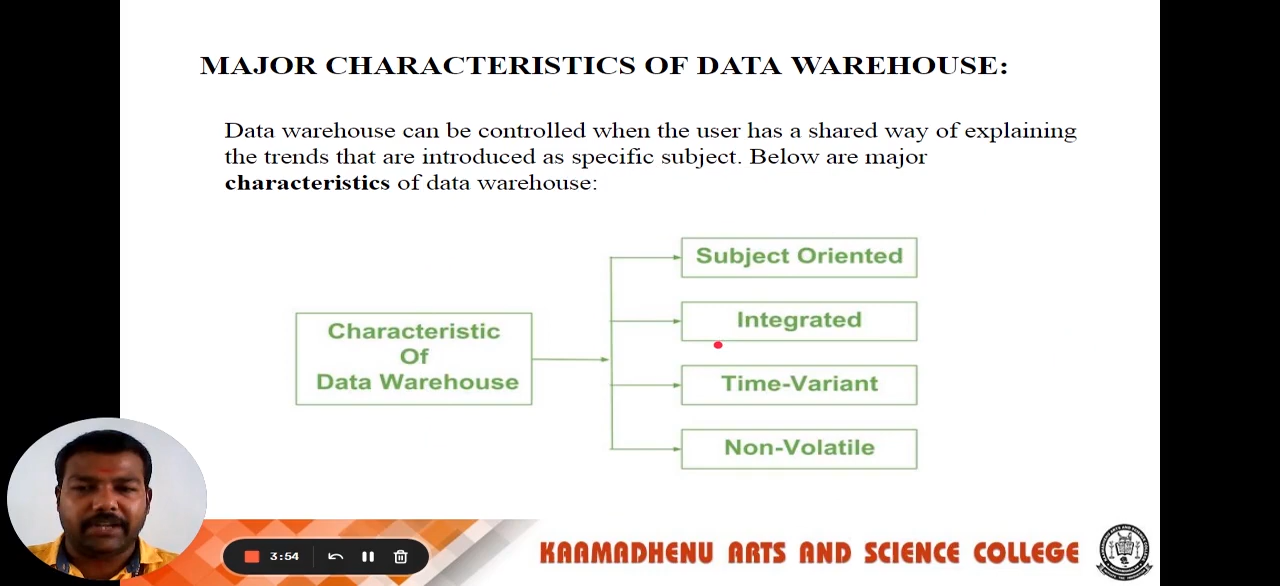 MAJOR CHARACTERISTICS OF DATA WAREHOUSE:
Data warehouse can be controlled when the user has a shared way of explaining
the trends that are introduced as specific subject. Below are major
characteristics of data warehouse:
Characteristic
Of
Data Warehouse
Subject Oriented
Integrated
Time-Variant
Non-Volatile
3:54
KAAMADHENU ARTS AND SCIENCE COLLEGE